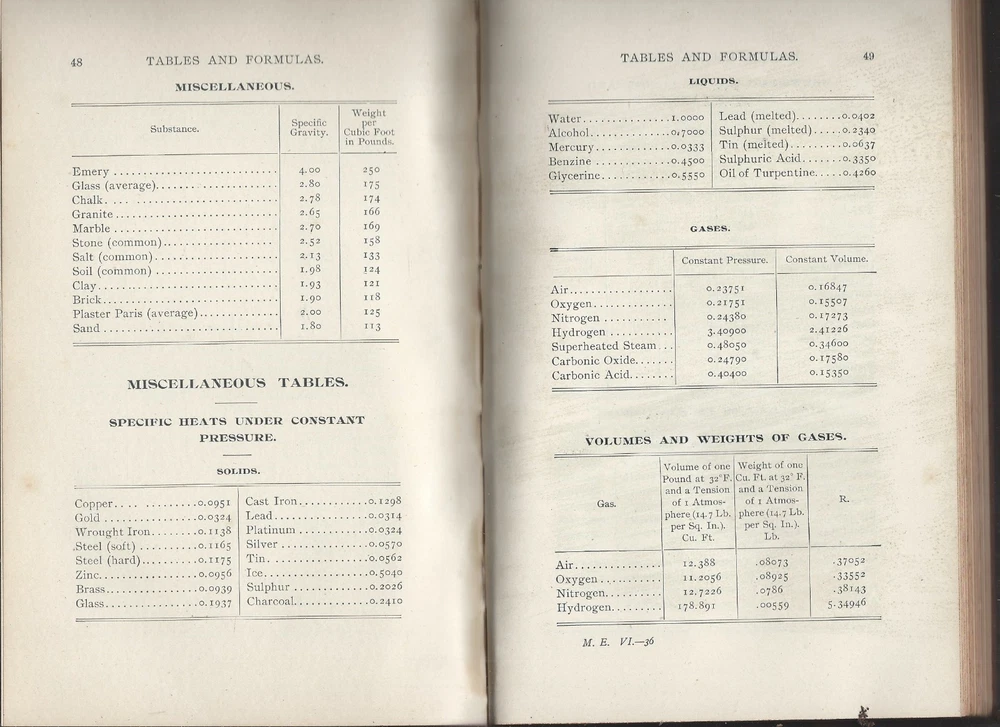 48 TABLES AND FORMULAS.
MISCELLANEOUS.
Substance. Specific Gravity. Weight per Cubic Foot in Pounds.
Emery 4.00 250
Glass (average) 2.80 175
Chalk 2.78 174
Granite 2.65 166
Marble 2.70 169
Stone (common) 2.52 158
Salt (common) 2.13 133
Soil (common) 1.98 124
Clay 1.93 121
Brick 1.90 118
Plaster Paris (average) 2.00 125
Sand 1.80 113
MISCELLANEOUS TABLES.
SPECIFIC HEATS UNDER CONSTANT
PRESSURE.
SOLIDS.
Copper 0.0951 Cast Iron 0.1298
Gold 0.0324 Lead 0.0314
Wrought Iron 0.1138 Platinum 0.0324
Steel (soft) 0.1165 Silver 0.0570
Steel (hard) 0.1175 Tin 0.0562
Zinc 0.0956 Ice 0.5040
Brass 0.0939 Sulphur 0.2026
Glass 0.1937 Charcoal 0.2410
TABLES AND FORMULAS. 49
LIQUIDS.
Water 1.0000 Lead (melted) 0.0402
Alcohol 0.7000 Sulphur (melted) 0.2340
Mercury 0.0333 Tin (melted) 0.0637
Benzine 0.4500 Sulphuric Acid 0.3350
Glycerine 0.5550 Oil of Turpentine 0.4260
GASES.
Constant Pressure. Constant Volume.
Air 0.23751 0.16847
Oxygen 0.21751 0.15507
Nitrogen 0.24380 0.17273
Hydrogen 3.40900 2.41226
Superheated Steam 0.48050 0.34600
Carbonic Oxide 0.24790 0.17580
Carbonic Acid 0.40400 0.15350
VOLUMES AND WEIGHTS OF GASES.
Gas. Volume of one Pound at 32° F. and a Tension of 1 Atmosphere (14.7 Lb. per Sq. In.). Cu. Ft. Weight of one Cu. Ft. at 32° F. and a Tension of 1 Atmosphere (14.7 Lb. per Sq. In.). Lb. R.
Air 12.388 .08073 .37052
Oxygen 11.2056 .08925 .33552
Nitrogen 12.7226 .0786 .38143
Hydrogen 178.891 .00559 5.34946
M. E. VI.—36